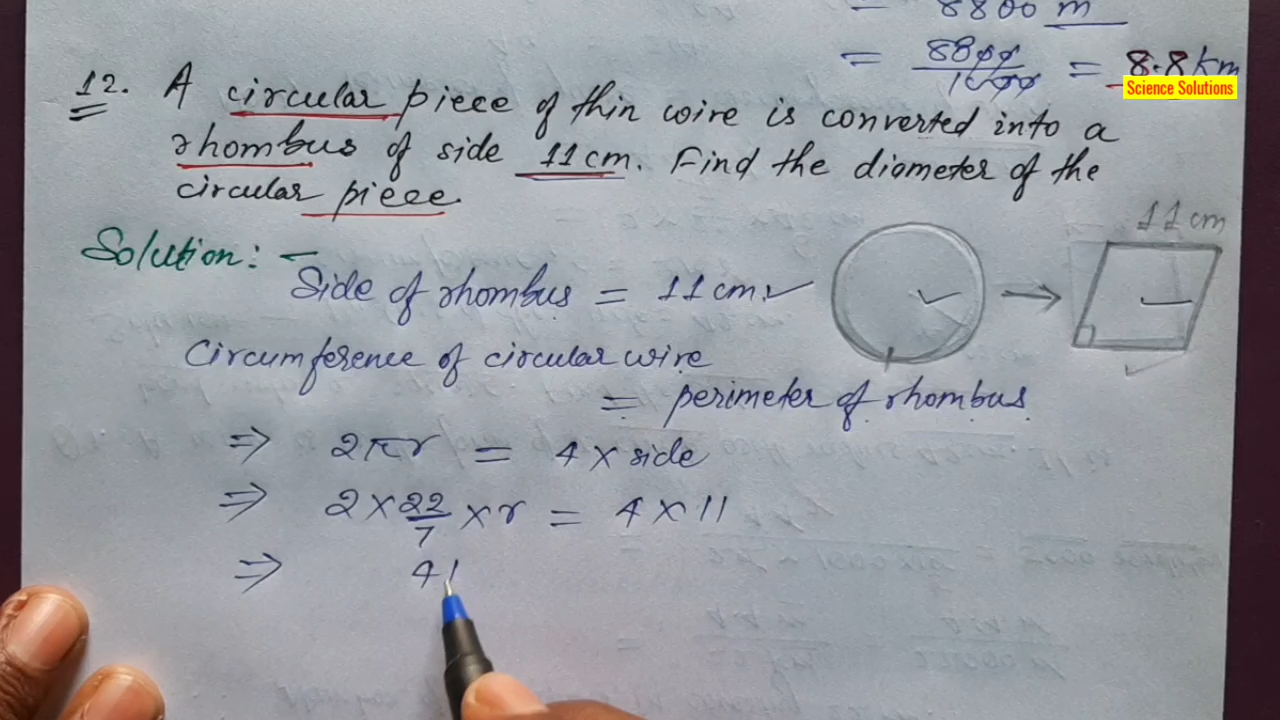 = 8800 m
= 8800/1000 = 8.8 km
Science Solutions
12. A circular piece of thin wire is converted into a
rhombus of side 11 cm. Find the diameter of the
circular piece.
11 cm
Solution: -
Side of rhombus = 11 cm.
Circumference of circular wire
= perimeter of rhombus.
⇒ 2πr = 4 × side
⇒ 2 × 22/7 × r = 4 × 11
⇒ 4